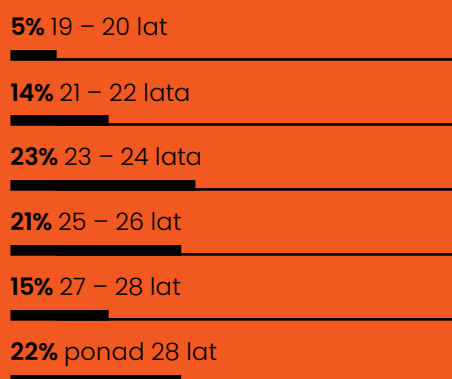 5% 19 – 20 lat
14% 21 – 22 lata
23% 23 – 24 lata
21% 25 – 26 lat
15% 27 – 28 lat
22% ponad 28 lat